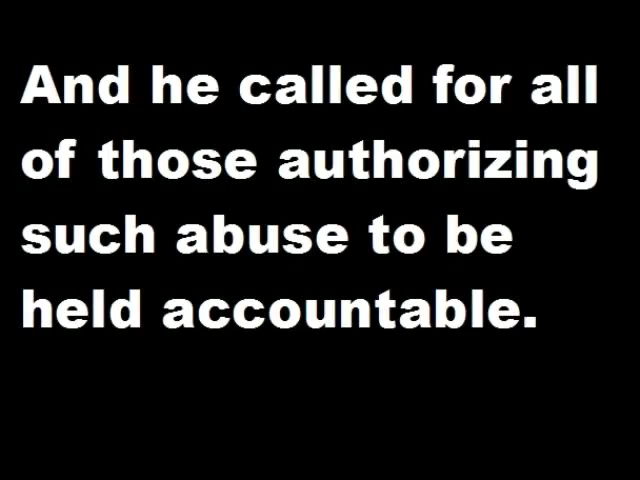 And he called for all
of those authorizing
such abuse to be
held accountable.